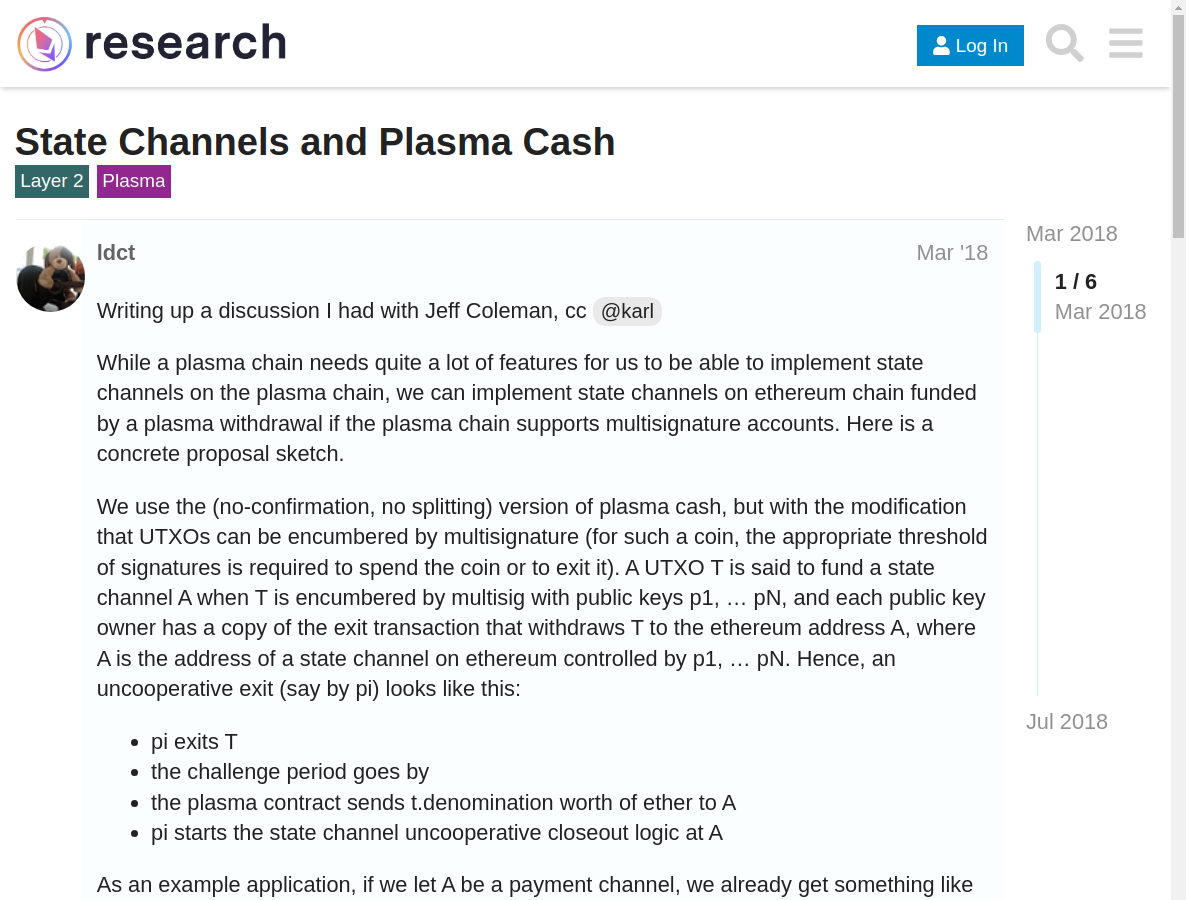 research
Log In
State Channels and Plasma Cash
Layer 2 Plasma
ldct Mar '18
Writing up a discussion I had with Jeff Coleman, cc @karl
While a plasma chain needs quite a lot of features for us to be able to implement state
channels on the plasma chain, we can implement state channels on ethereum chain funded
by a plasma withdrawal if the plasma chain supports multisignature accounts. Here is a
concrete proposal sketch.
We use the (no-confirmation, no splitting) version of plasma cash, but with the modification
that UTXOs can be encumbered by multisignature (for such a coin, the appropriate threshold
of signatures is required to spend the coin or to exit it). A UTXO T is said to fund a state
channel A when T is encumbered by multisig with public keys p1, … pN, and each public key
owner has a copy of the exit transaction that withdraws T to the ethereum address A, where
A is the address of a state channel on ethereum controlled by p1, … pN. Hence, an
uncooperative exit (say by pi) looks like this:
• pi exits T
• the challenge period goes by
• the plasma contract sends t.denomination worth of ether to A
• pi starts the state channel uncooperative closeout logic at A
As an example application, if we let A be a payment channel, we already get something like
Mar 2018
1 / 6
Mar 2018
Jul 2018